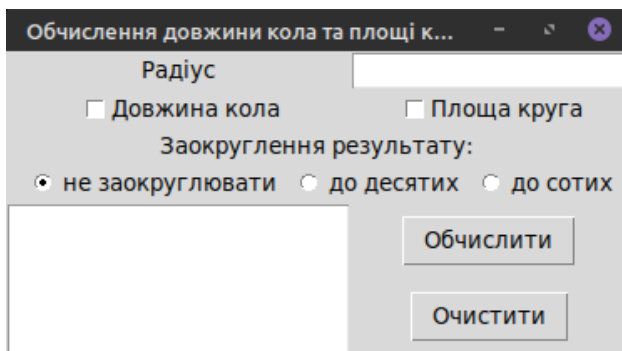 Обчислення довжини кола та площі к...
Радіус
Довжина кола Площа круга
Заокруглення результату:
не заокруглювати до десятих до сотих
Обчислити
Очистити